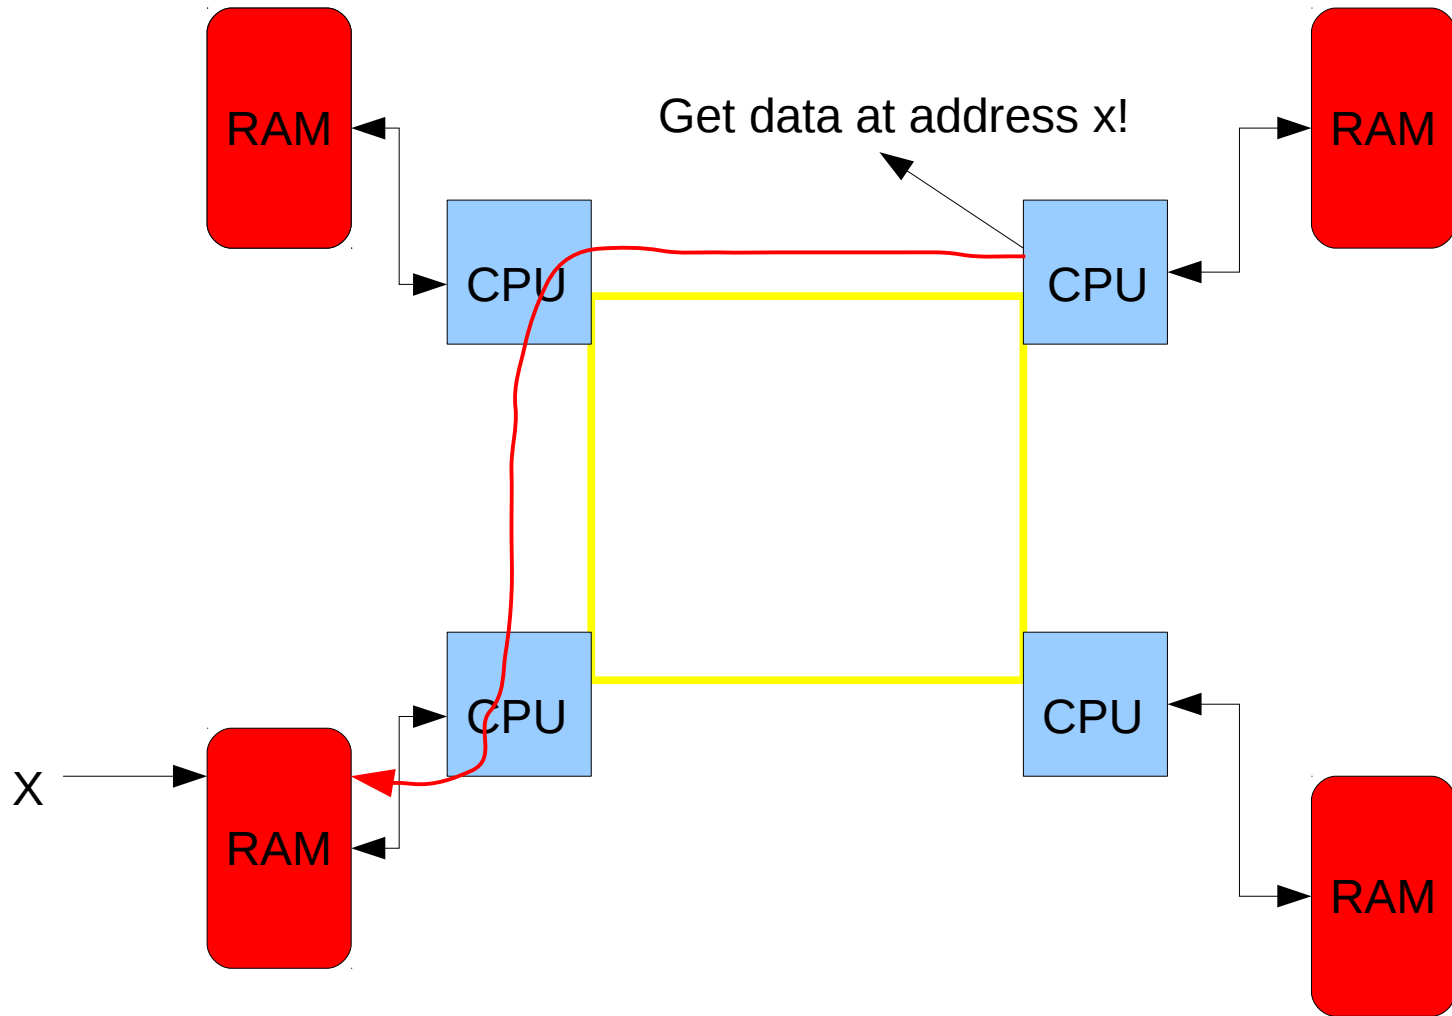 RAM
Get data at address x!
RAM
CPU
CPU
CPU
CPU
X
RAM
RAM